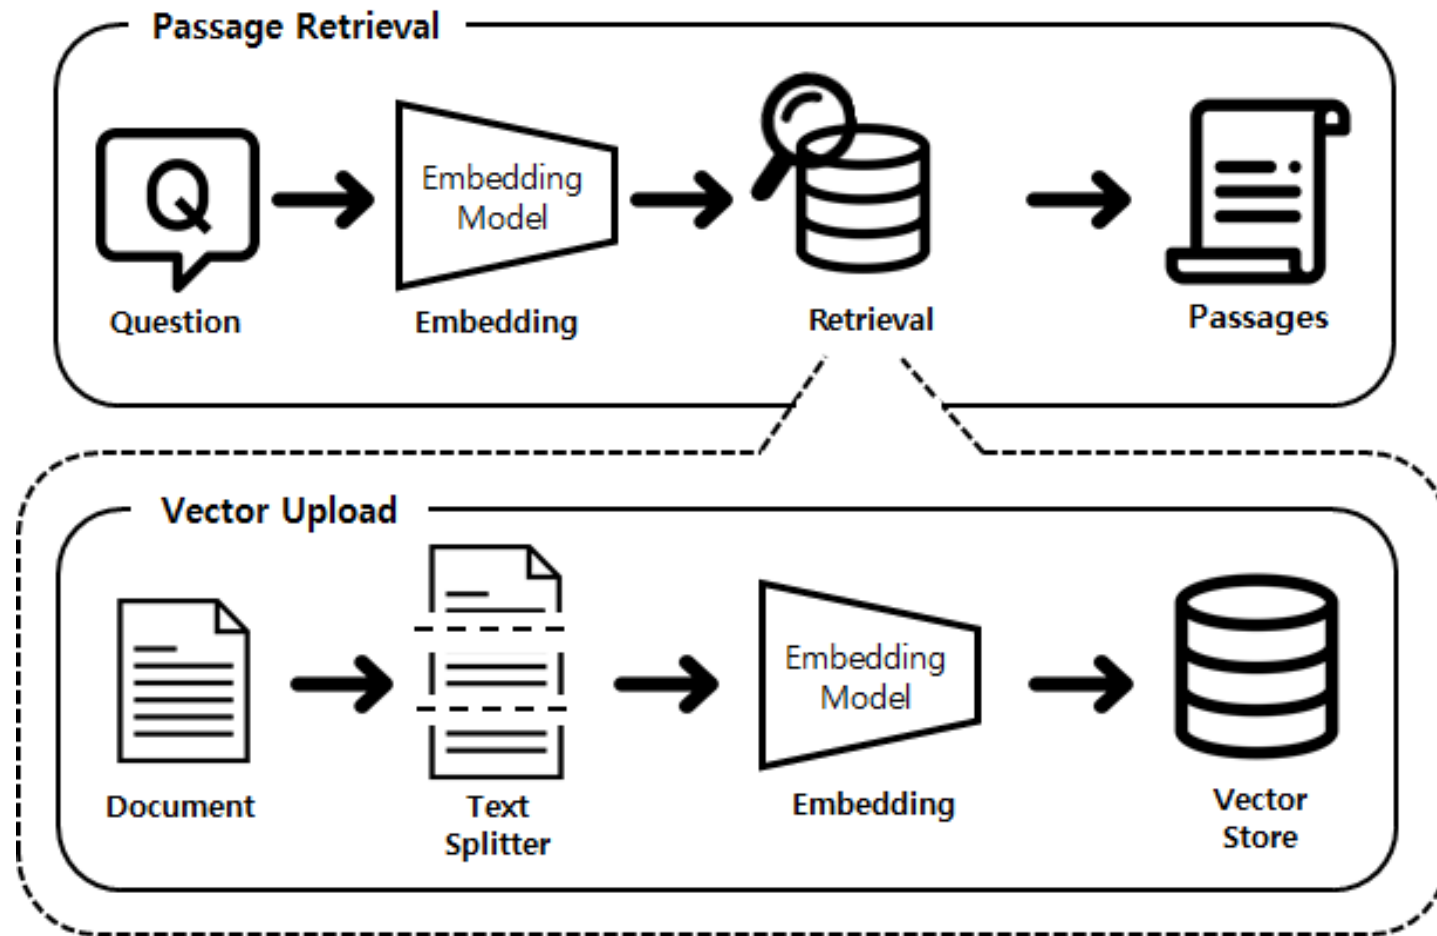 Passage Retrieval
Q
Embedding
Model
Question
Embedding
Retrieval
Passages
Vector Upload
Embedding
Model
Document
Text
Splitter
Embedding
Vector
Store